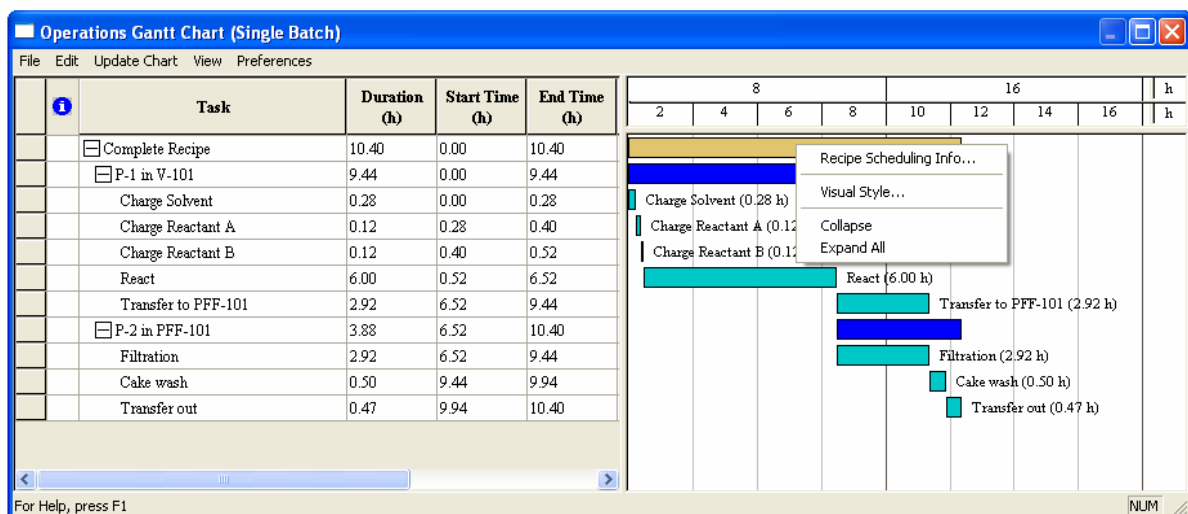 Operations Gantt Chart (Single Batch)
File Edit Update Chart View Preferences
Task Duration (h) Start Time (h) End Time (h)
8 16 h
2 4 6 8 10 12 14 16 h
Complete Recipe 10.40 0.00 10.40
P-1 in V-101 9.44 0.00 9.44
Charge Solvent 0.28 0.00 0.28 Charge Solvent (0.28 h)
Charge Reactant A 0.12 0.28 0.40 Charge Reactant A (0.12
Charge Reactant B 0.12 0.40 0.52 Charge Reactant B (0.12
React 6.00 0.52 6.52 React (6.00 h)
Transfer to PFF-101 2.92 6.52 9.44 Transfer to PFF-101 (2.92 h)
P-2 in PFF-101 3.88 6.52 10.40
Filtration 2.92 6.52 9.44 Filtration (2.92 h)
Cake wash 0.50 9.44 9.94 Cake wash (0.50 h)
Transfer out 0.47 9.94 10.40 Transfer out (0.47 h)
Recipe Scheduling Info...
Visual Style...
Collapse
Expand All
For Help, press F1 NUM